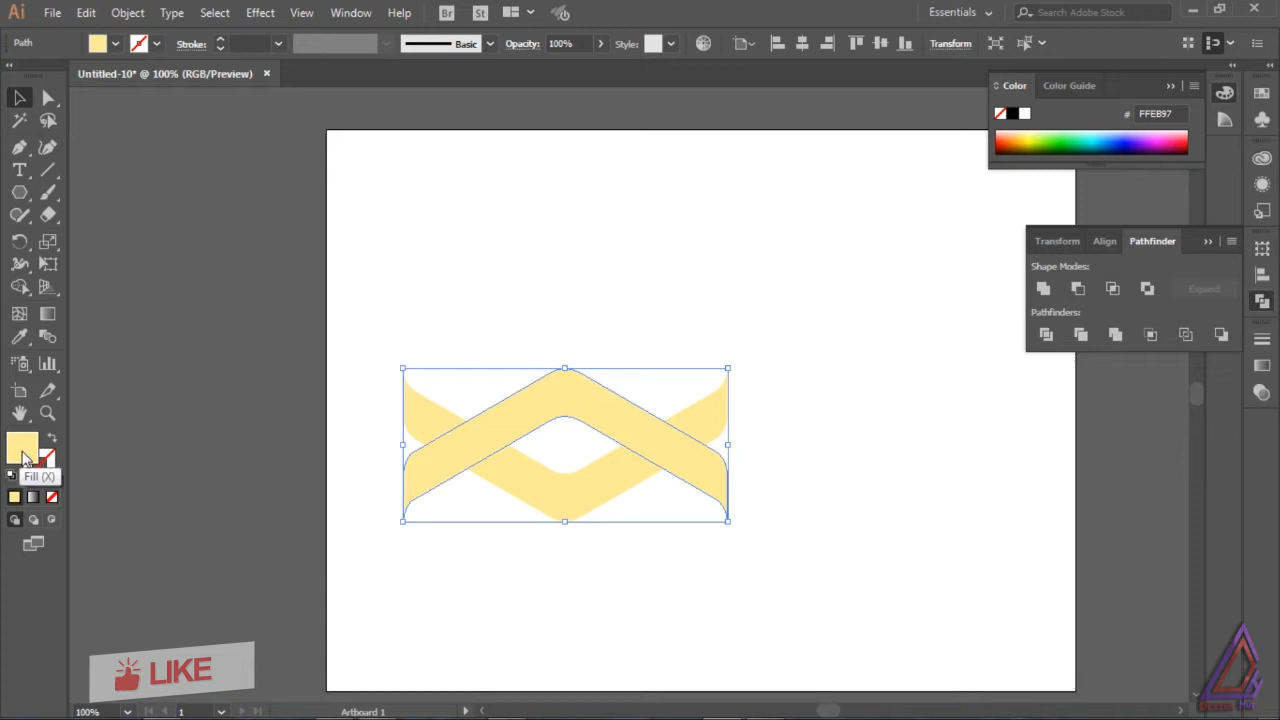 Ai File Edit Object Type Select Effect View Window Help Br St Essentials Search Adobe Stock
Path Stroke: Basic Opacity: 100% Style: Transform
Untitled-10* @ 100% (RGB/Preview) ×
Color Color Guide
# FFEB97
Transform Align Pathfinder
Shape Modes:
Expand
Pathfinders:
Fill (X)
LIKE
100% 1 Artboard 1